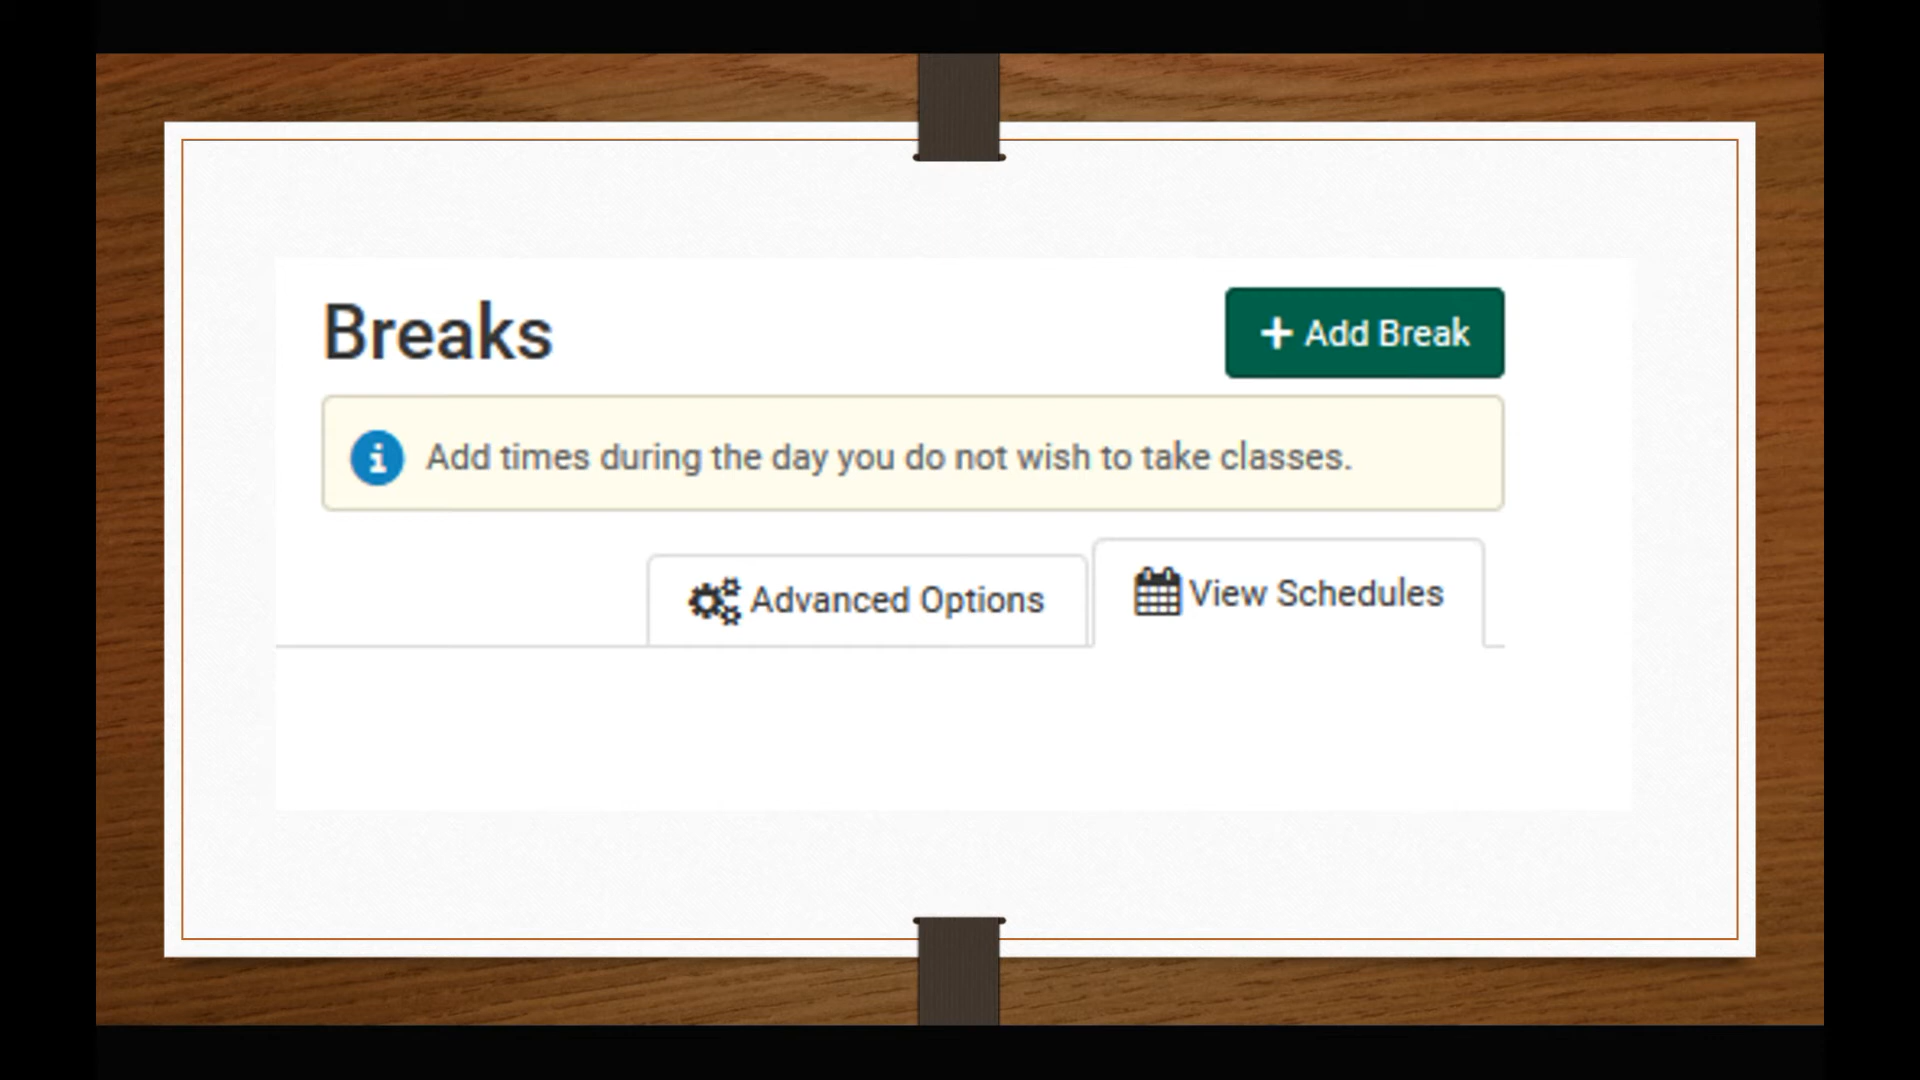 Breaks
+ Add Break
Add times during the day you do not wish to take classes.
Advanced Options
View Schedules